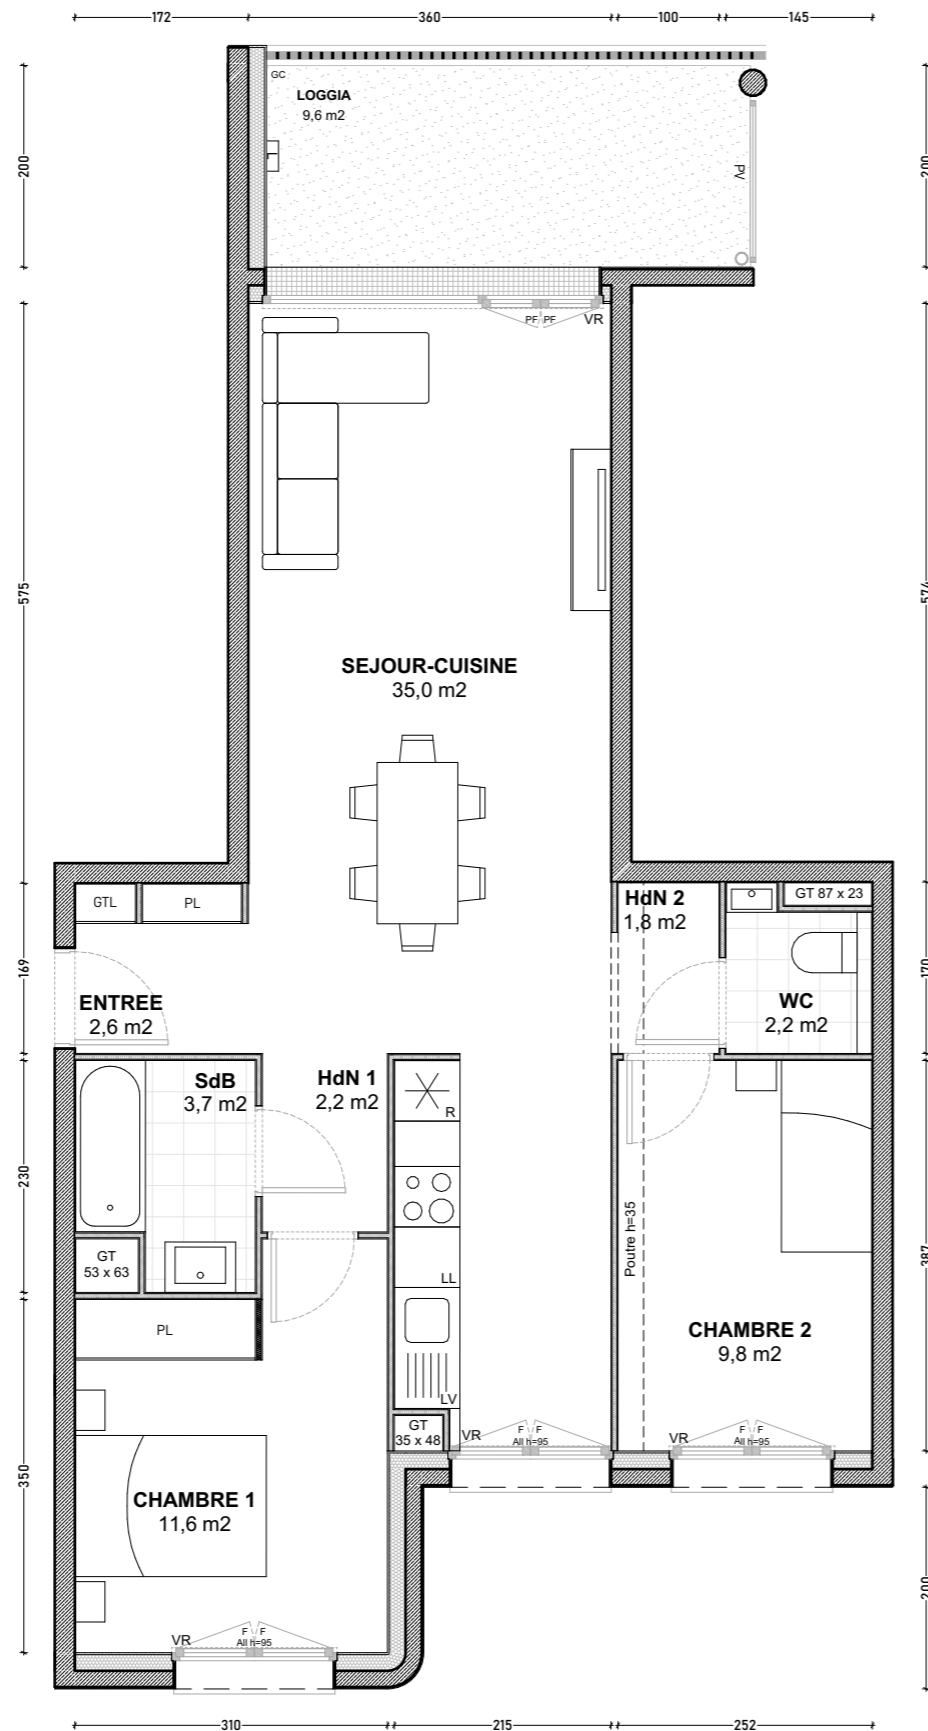 172
360
100
145
GC
LOGGIA
9,6 m2
200
PV
200
PF PF
VR
575
574
SEJOUR-CUISINE
35,0 m2
GTL
PL
HdN 2
1,8 m2
GT 87 x 23
169
170
ENTREE
2,6 m2
WC
2,2 m2
SdB
3,7 m2
HdN 1
2,2 m2
R
230
Poutre h=35
387
GT
53 x 63
LL
PL
CHAMBRE 2
9,8 m2
LV
GT
35 x 48
VR
F F
All h=95
VR
F F
All h=95
350
CHAMBRE 1
11,6 m2
200
VR
F F
All h=95
310
215
252